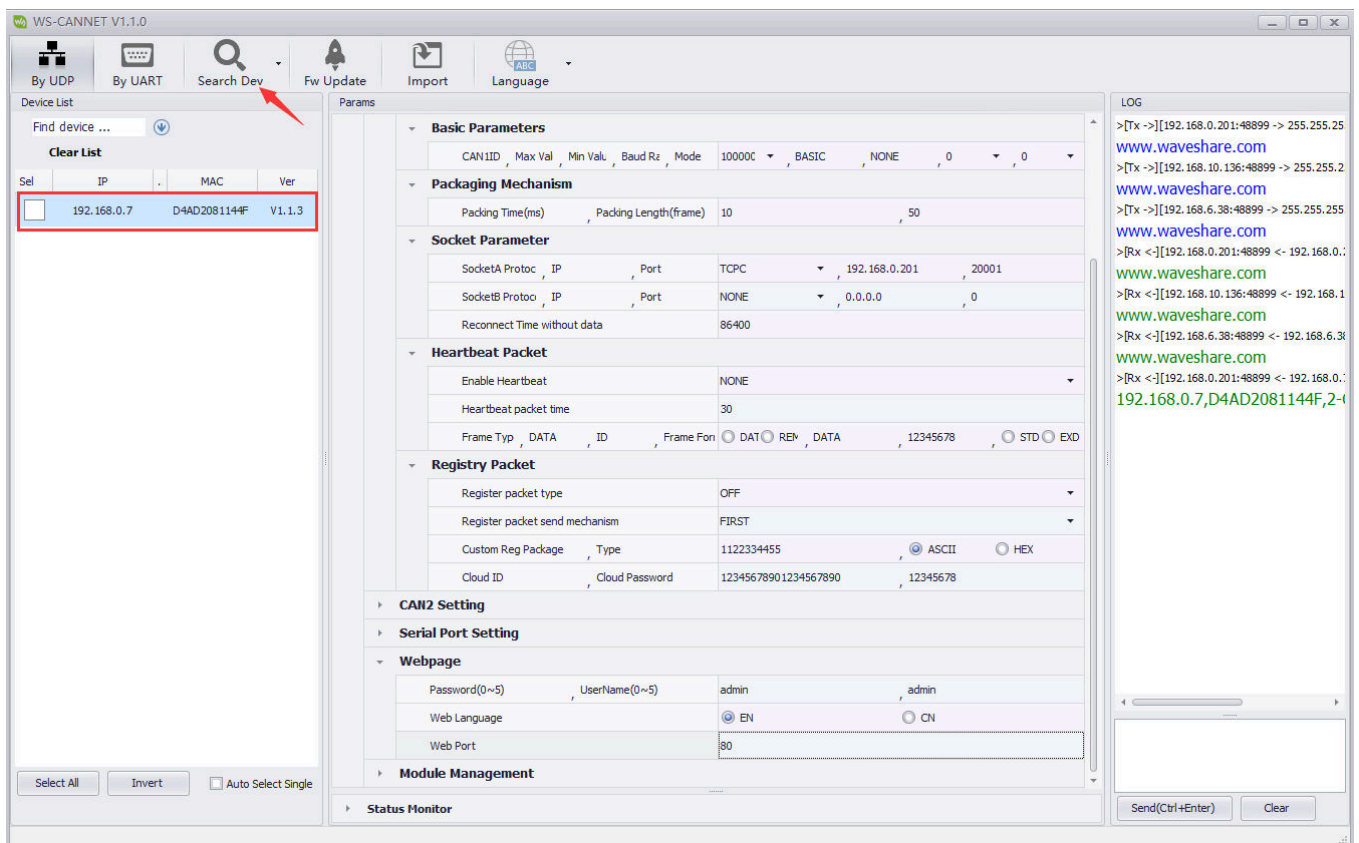 WS-CANNET V1.1.0
By UDP By UART Search Dev Fw Update Import ABC Language
Device List
Find device ...
Clear List
Sel IP . MAC Ver
192.168.0.7 D4AD2081144F V1.1.3
Select All Invert Auto Select Single
Params
Basic Parameters
CAN1ID , Max Val , Min Valu , Baud Ra , Mode 100000 , BASIC , NONE , 0 , 0
Packaging Mechanism
Packing Time(ms) , Packing Length(frame) 10 , 50
Socket Parameter
SocketA Protoc , IP , Port TCPC , 192.168.0.201 , 20001
SocketB Protoc , IP , Port NONE , 0.0.0.0 , 0
Reconnect Time without data 86400
Heartbeat Packet
Enable Heartbeat NONE
Heartbeat packet time 30
Frame Typ , DATA , ID , Frame Forr DAT REM , DATA , 12345678 , STD EXD
Registry Packet
Register packet type OFF
Register packet send mechanism FIRST
Custom Reg Package , Type 1122334455 , ASCII HEX
Cloud ID , Cloud Password 12345678901234567890 , 12345678
CAN2 Setting
Serial Port Setting
Webpage
Password(0~5) , UserName(0~5) admin , admin
Web Language EN CN
Web Port 80
Module Management
Status Monitor
LOG
>[Tx ->][192.168.0.201:48899 -> 255.255.25
www.waveshare.com
>[Tx ->][192.168.10.136:48899 -> 255.255.2
www.waveshare.com
>[Tx ->][192.168.6.38:48899 -> 255.255.255
www.waveshare.com
>[Rx <-][192.168.0.201:48899 <- 192.168.0.2
www.waveshare.com
>[Rx <-][192.168.10.136:48899 <- 192.168.1
www.waveshare.com
>[Rx <-][192.168.6.38:48899 <- 192.168.6.38
www.waveshare.com
>[Rx <-][192.168.0.201:48899 <- 192.168.0.7
192.168.0.7,D4AD2081144F,2-
Send(Ctrl+Enter) Clear